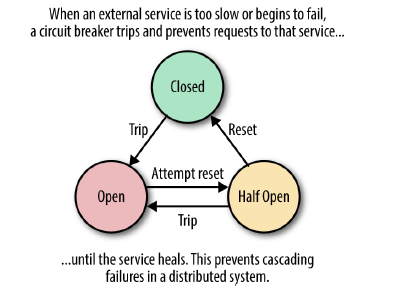 When an external service is too slow or begins to fail,
a circuit breaker trips and prevents requests to that service...
Closed
Trip
Reset
Attempt reset
Open
Half Open
Trip
...until the service heals. This prevents cascading
failures in a distributed system.